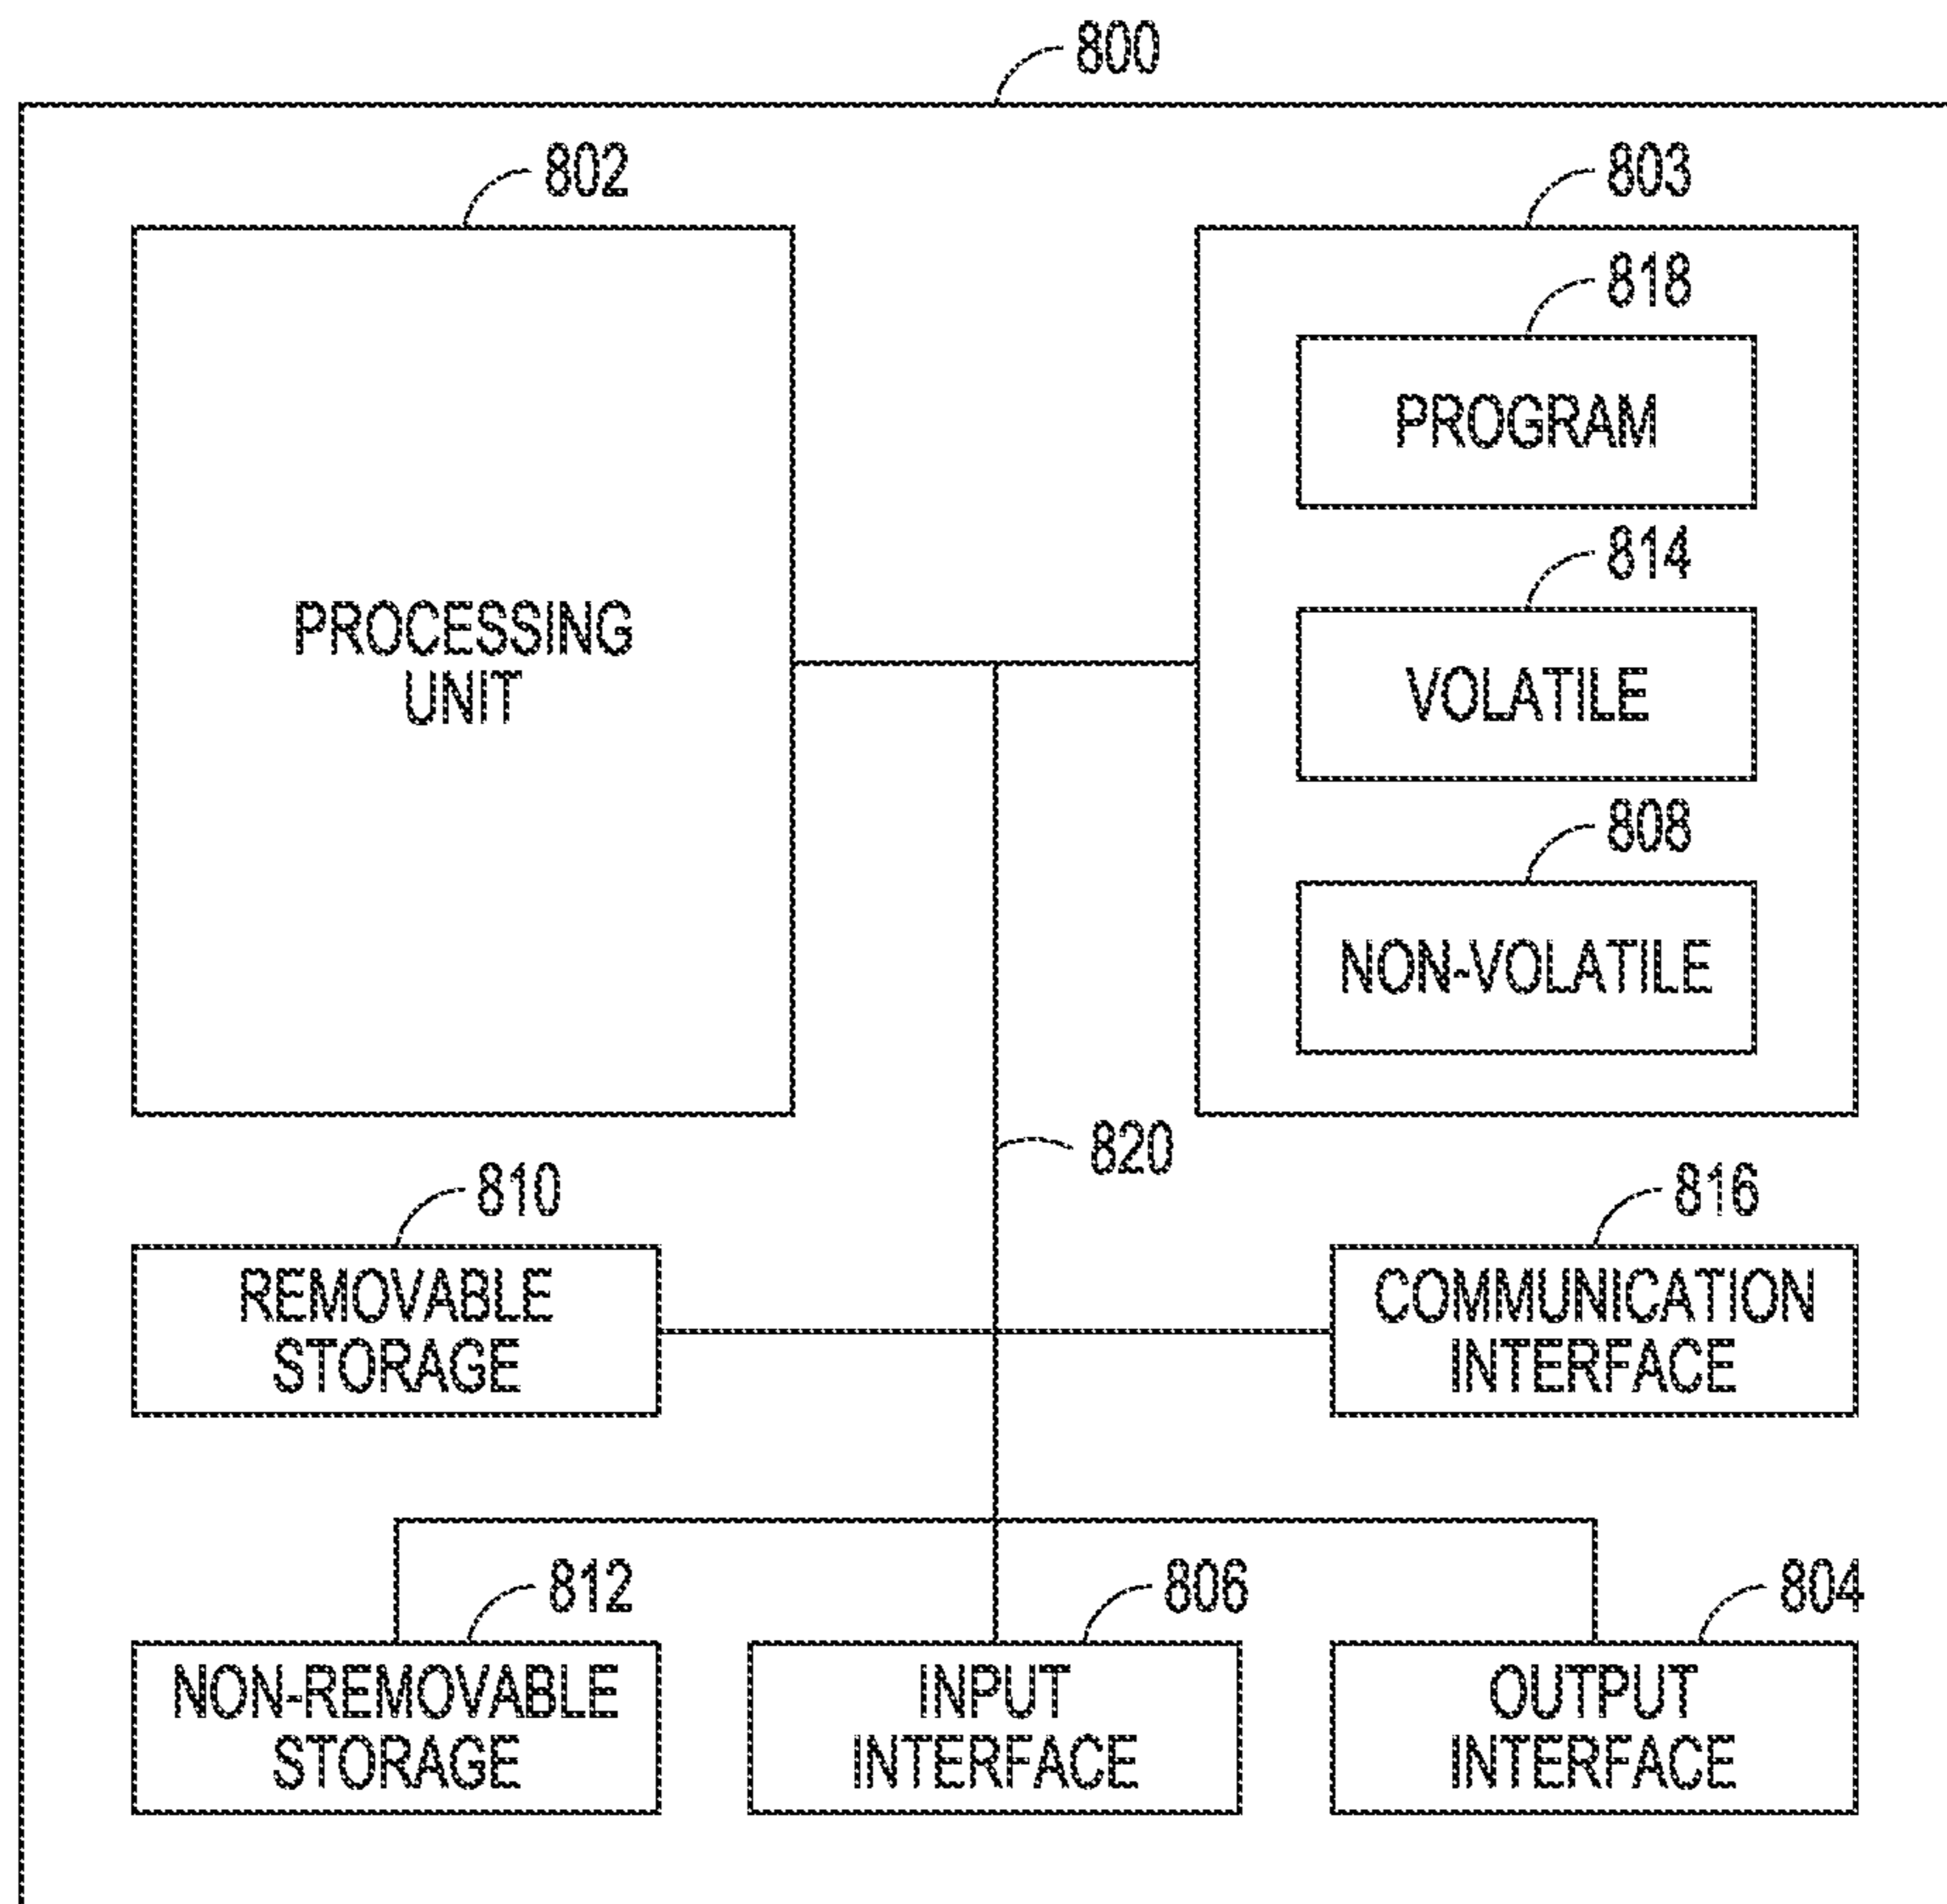 800
802
803
818
PROGRAM
814
PROCESSING
UNIT
VOLATILE
808
NON-VOLATILE
820
810
816
REMOVABLE
STORAGE
COMMUNICATION
INTERFACE
812
806
804
NON-REMOVABLE
STORAGE
INPUT
INTERFACE
OUTPUT
INTERFACE